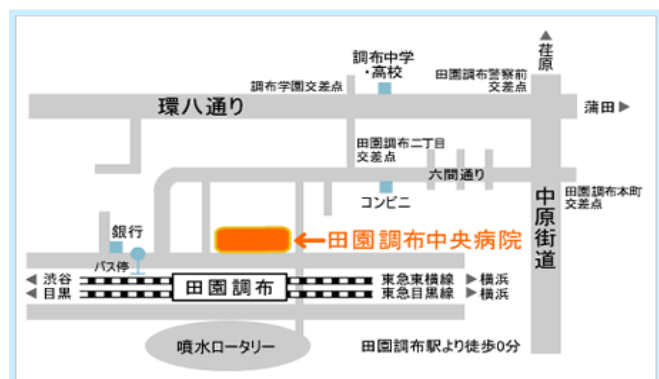 荏原
調布中学
・高校
田園調布警察前
交差点
調布学園交差点
環八通り
蒲田
田園調布二丁目
交差点
六間通り
コンビニ
田園調布本町
交差点
中原街道
銀行
バス停
田園調布中央病院
渋谷
目黒
田園調布
東急東横線
横浜
東急目黒線
横浜
噴水ロータリー
田園調布駅より徒歩0分